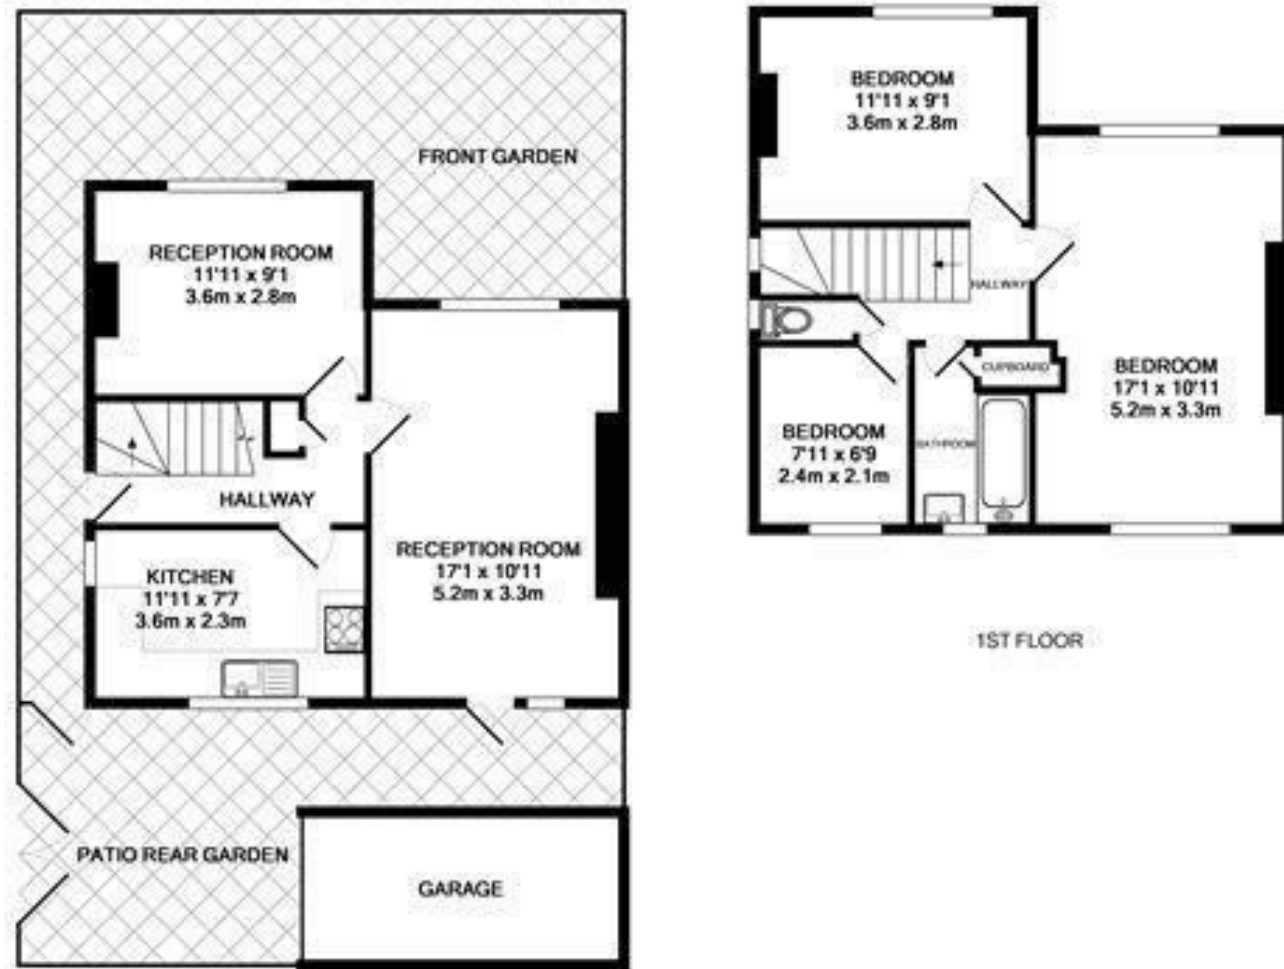 FRONT GARDEN
RECEPTION ROOM
11'11 x 9'1
3.6m x 2.8m
HALLWAY
RECEPTION ROOM
17'1 x 10'11
5.2m x 3.3m
KITCHEN
11'11 x 7'7
3.6m x 2.3m
PATIO REAR GARDEN
GARAGE
BEDROOM
11'11 x 9'1
3.6m x 2.8m
HALLWAY
CUPBOARD
BEDROOM
17'1 x 10'11
5.2m x 3.3m
BEDROOM
7'11 x 6'9
2.4m x 2.1m
BATHROOM
1ST FLOOR